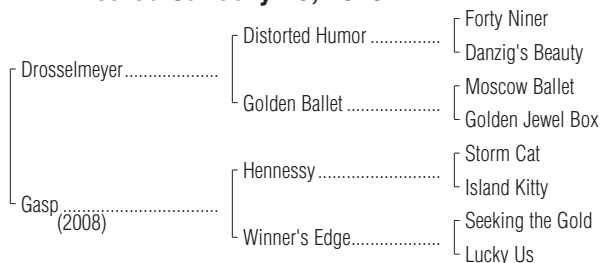 Forty Niner
Distorted Humor ................
Danzig's Beauty
Drosselmeyer ....................
Moscow Ballet
Golden Ballet ....................
Golden Jewel Box
Storm Cat
Hennessy ..........................
Island Kitty
Gasp .................................
(2008)
Seeking the Gold
Winner's Edge...................
Lucky Us